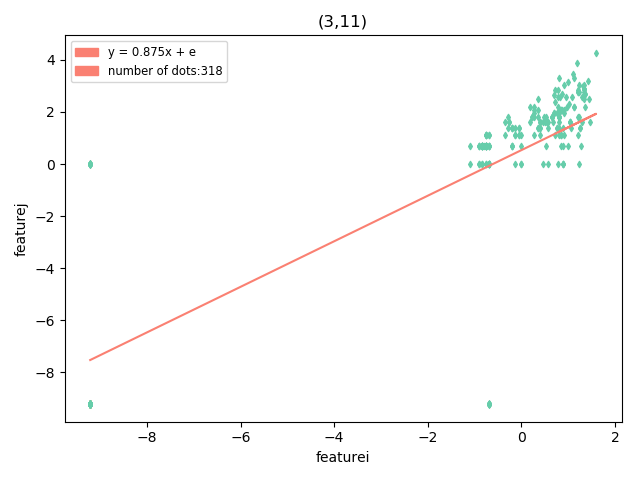 (3,11)
y = 0.875x + e
number of dots:318
4
2
0
−2
−4
−6
−8
featurej
−8 −6 −4 −2 0 2
featurei